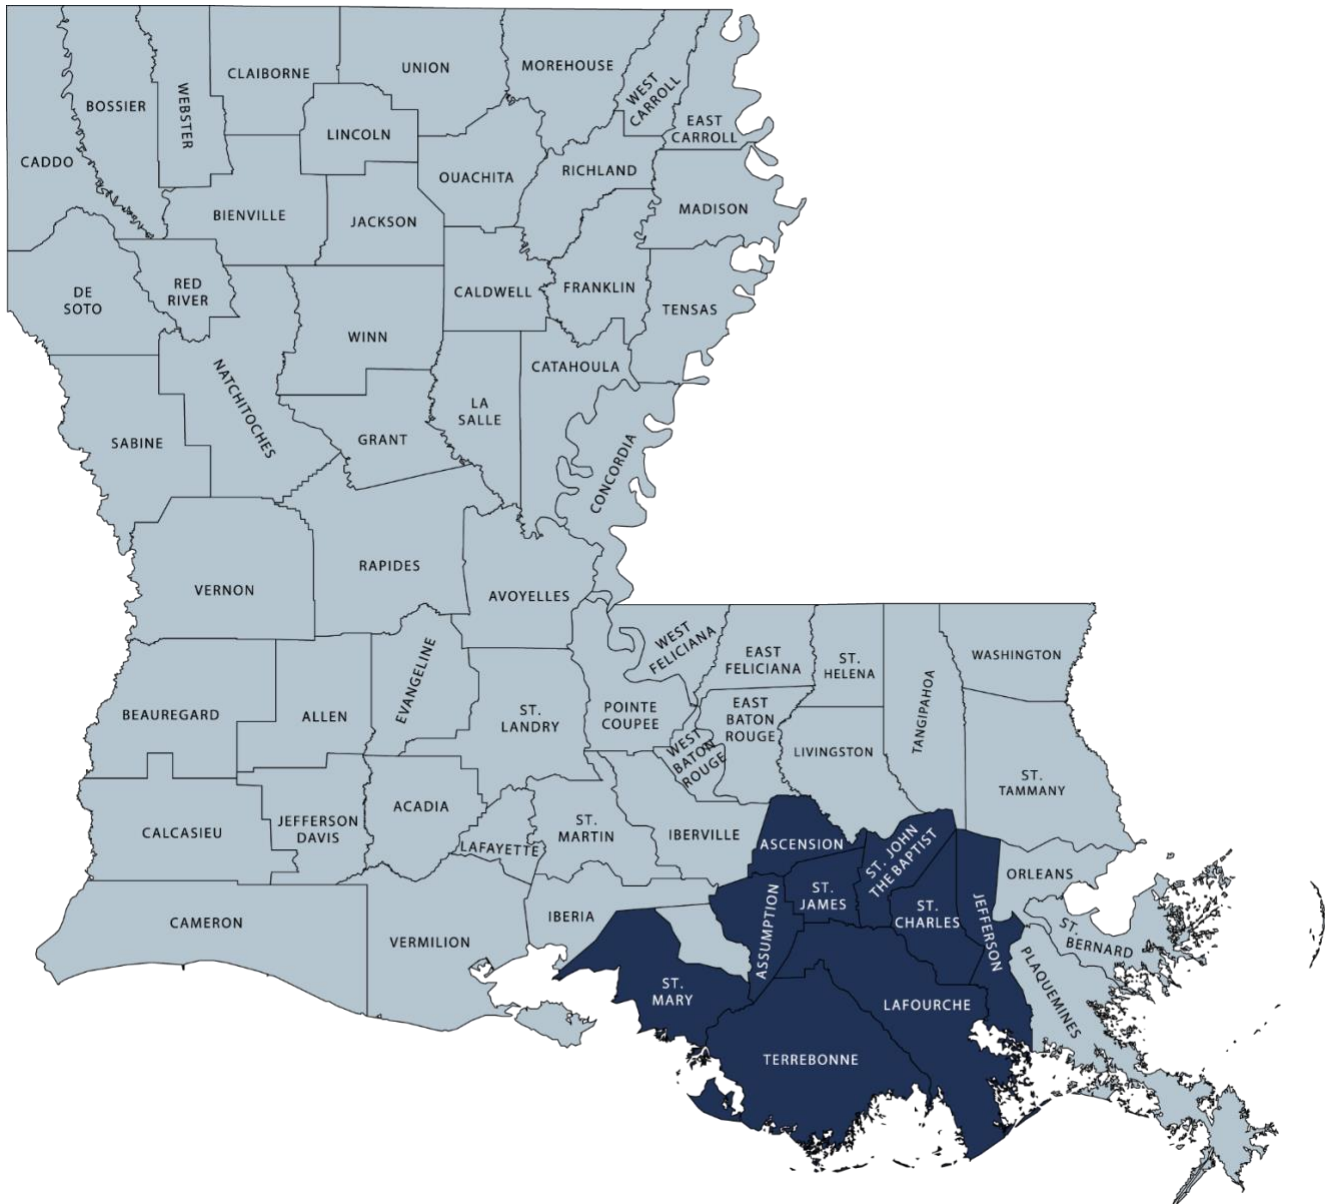 CLAIBORNE
UNION
MOREHOUSE
WEST
CARROLL
EAST
CARROLL
BOSSIER
WEBSTER
LINCOLN
CADDO
OUACHITA
RICHLAND
MADISON
BIENVILLE
JACKSON
DE
SOTO
RED
RIVER
CALDWELL
FRANKLIN
TENSAS
WINN
CATAHOULA
NATCHITOCHES
LA
SALLE
SABINE
GRANT
CONCORDIA
VERNON
RAPIDES
AVOYELLES
WEST
FELICIANA
EAST
FELICIANA
ST.
HELENA
TANGIPAHOA
WASHINGTON
BEAUREGARD
ALLEN
EVANGELINE
ST.
LANDRY
POINTE
COUPEE
WEST
BATON
ROUGE
EAST
BATON
ROUGE
LIVINGSTON
ST.
TAMMANY
CALCASIEU
JEFFERSON
DAVIS
ACADIA
LAFAYETTE
ST.
MARTIN
IBERVILLE
ASCENSION
ST. JOHN
THE BAPTIST
ORLEANS
CAMERON
VERMILION
IBERIA
ASSUMPTION
ST.
JAMES
ST.
CHARLES
JEFFERSON
ST.
BERNARD
PLAQUEMINES
ST.
MARY
LAFOURCHE
TERREBONNE